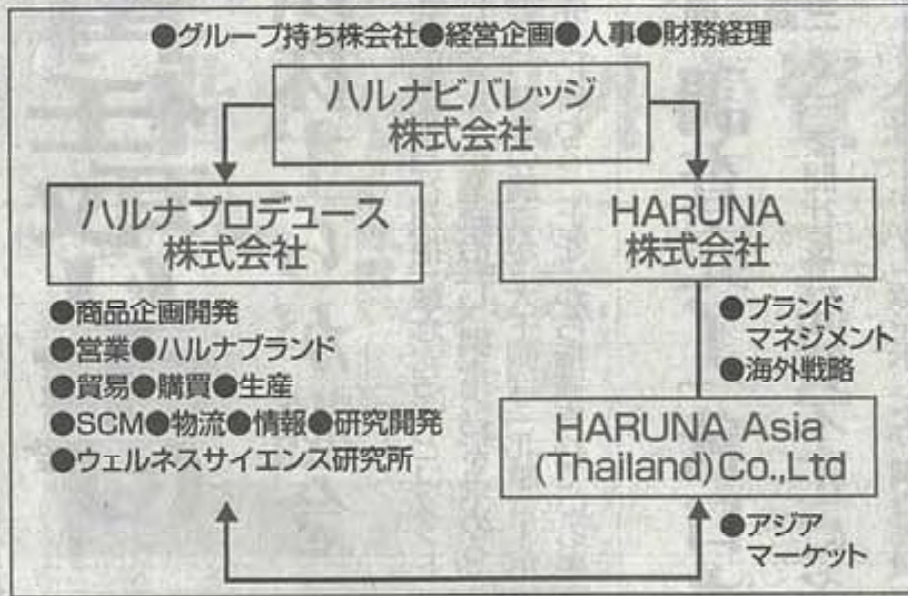 ●グループ持ち株会社●経営企画●人事●財務経理
ハルナビバレッジ
株式会社
ハルナプロデュース
株式会社
●商品企画開発
●営業●ハルナブランド
●貿易●購買●生産
●SCM●物流●情報●研究開発
●ウェルネスサイエンス研究所
HARUNA
株式会社
●ブランド
マネジメント
●海外戦略
HARUNA Asia
(Thailand)Co.,Ltd
●アジア
マーケット